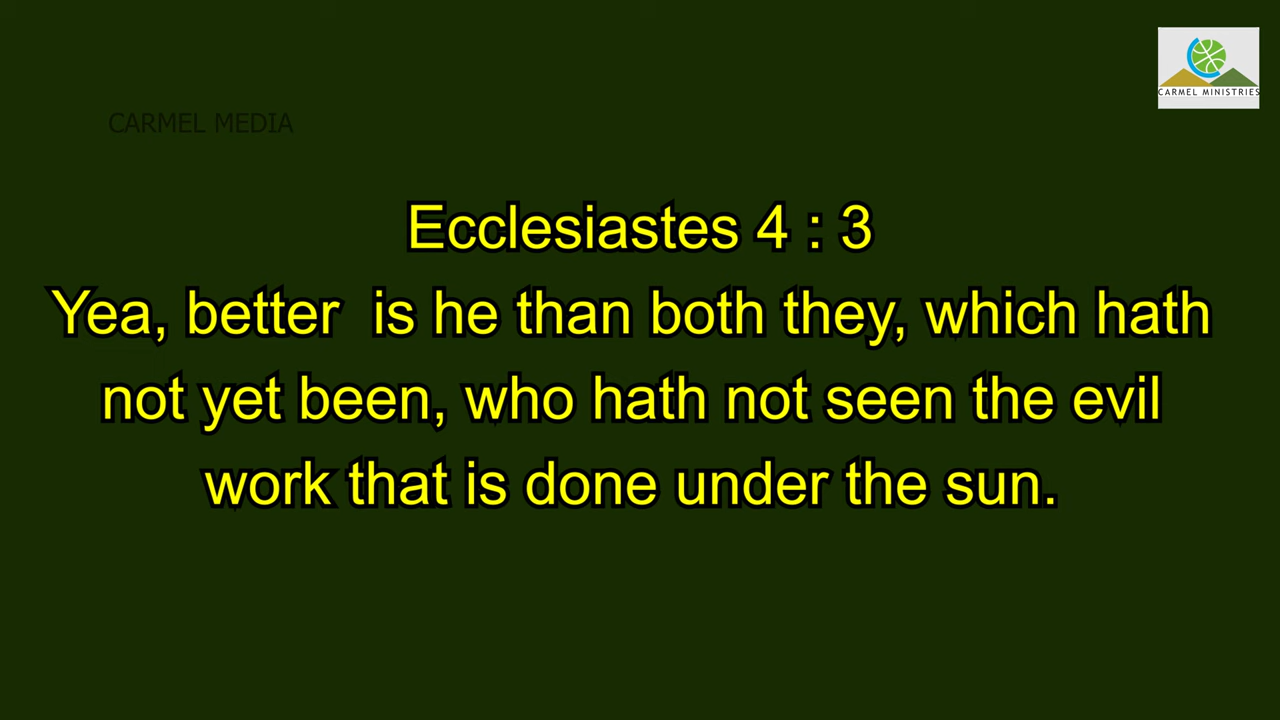 CARMEL MINISTRIES
CARMEL MEDIA
Ecclesiastes 4 : 3
Yea, better  is he than both they, which hath
not yet been, who hath not seen the evil
work that is done under the sun.